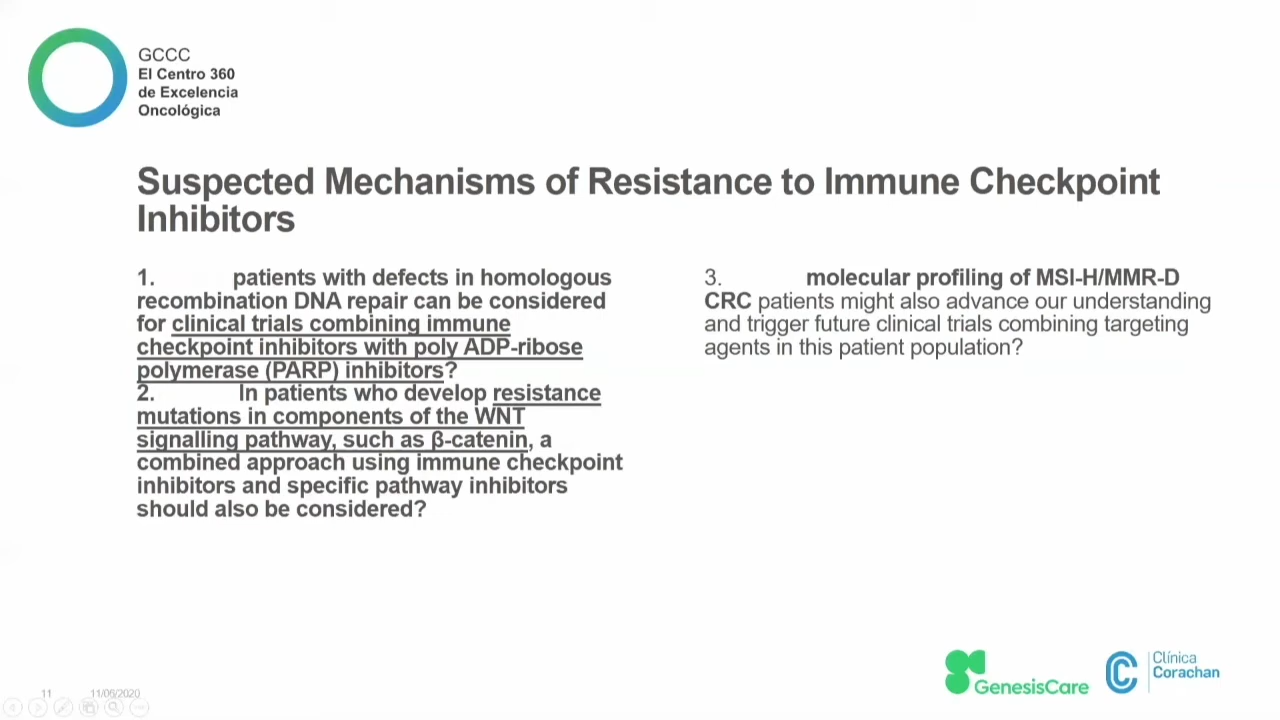 GCCC
El Centro 360
de Excelencia
Oncológica
Suspected Mechanisms of Resistance to Immune Checkpoint
Inhibitors
1. patients with defects in homologous
recombination DNA repair can be considered
for clinical trials combining immune
checkpoint inhibitors with poly ADP-ribose
polymerase (PARP) inhibitors?
2. In patients who develop resistance
mutations in components of the WNT
signalling pathway, such as β-catenin, a
combined approach using immune checkpoint
inhibitors and specific pathway inhibitors
should also be considered?
3. molecular profiling of MSI-H/MMR-D
CRC patients might also advance our understanding
and trigger future clinical trials combining targeting
agents in this patient population?
11 11/06/2020
GenesisCare
Clínica
Corachan